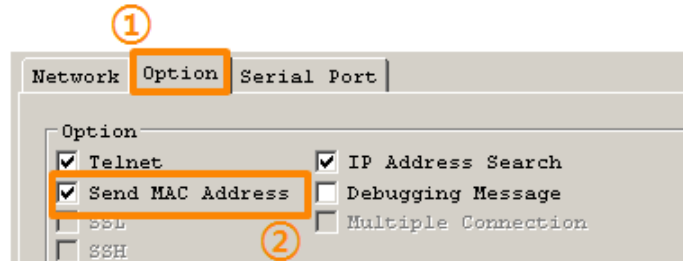 ①
Network Option Serial Port
Option
Telnet IP Address Search
Send MAC Address Debugging Message
SSL Multiple Connection
②
SSH